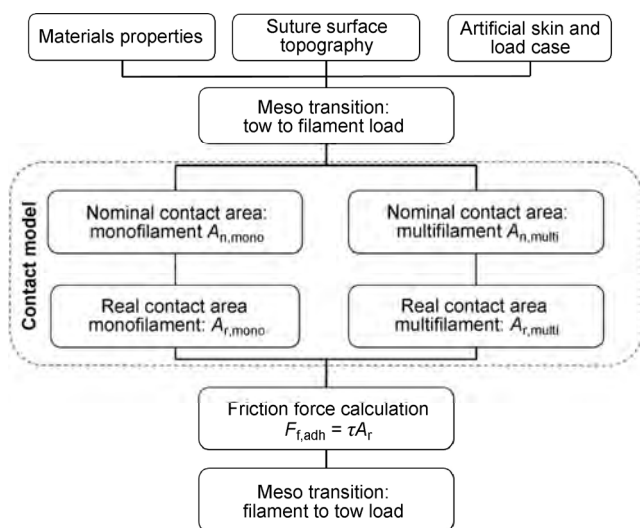 Materials properties
Suture surface
topography
Artificial skin and
load case
Meso transition:
tow to filament load
Contact model
Nominal contact area:
monofilament A_n,mono
Nominal contact area:
multifilament A_n,multi
Real contact area
monofilament: A_r,mono
Real contact area
multifilament: A_r,multi
Friction force calculation
F_f,adh = τA_r
Meso transition:
filament to tow load